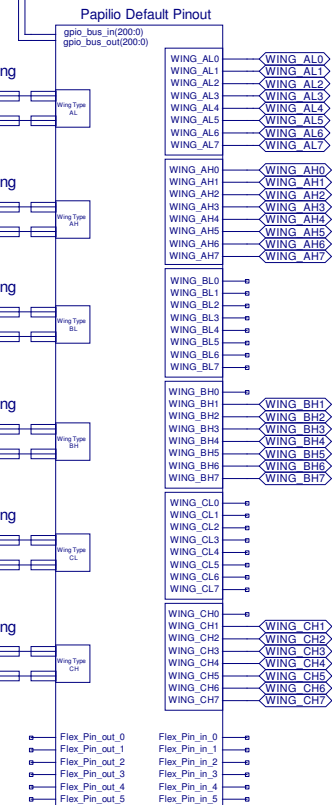 Papilio Default Pinout
gpio_bus_in(200:0)
gpio_bus_out(200:0)
ng
Wing Type
AL
WING_AL0 WING_AL0
WING_AL1 WING_AL1
WING_AL2 WING_AL2
WING_AL3 WING_AL3
WING_AL4 WING_AL4
WING_AL5 WING_AL5
WING_AL6 WING_AL6
WING_AL7 WING_AL7
ng
Wing Type
AH
WING_AH0 WING_AH0
WING_AH1 WING_AH1
WING_AH2 WING_AH2
WING_AH3 WING_AH3
WING_AH4 WING_AH4
WING_AH5 WING_AH5
WING_AH6 WING_AH6
WING_AH7 WING_AH7
ng
Wing Type
BL
WING_BL0
WING_BL1
WING_BL2
WING_BL3
WING_BL4
WING_BL5
WING_BL6
WING_BL7
ng
Wing Type
BH
WING_BH0
WING_BH1 WING_BH1
WING_BH2 WING_BH2
WING_BH3 WING_BH3
WING_BH4 WING_BH4
WING_BH5 WING_BH5
WING_BH6 WING_BH6
WING_BH7 WING_BH7
ng
Wing Type
CL
WING_CL0
WING_CL1
WING_CL2
WING_CL3
WING_CL4
WING_CL5
WING_CL6
WING_CL7
ng
Wing Type
CH
WING_CH0
WING_CH1 WING_CH1
WING_CH2 WING_CH2
WING_CH3 WING_CH3
WING_CH4 WING_CH4
WING_CH5 WING_CH5
WING_CH6 WING_CH6
WING_CH7 WING_CH7
Flex_Pin_out_0 Flex_Pin_in_0
Flex_Pin_out_1 Flex_Pin_in_1
Flex_Pin_out_2 Flex_Pin_in_2
Flex_Pin_out_3 Flex_Pin_in_3
Flex_Pin_out_4 Flex_Pin_in_4
Flex_Pin_out_5 Flex_Pin_in_5